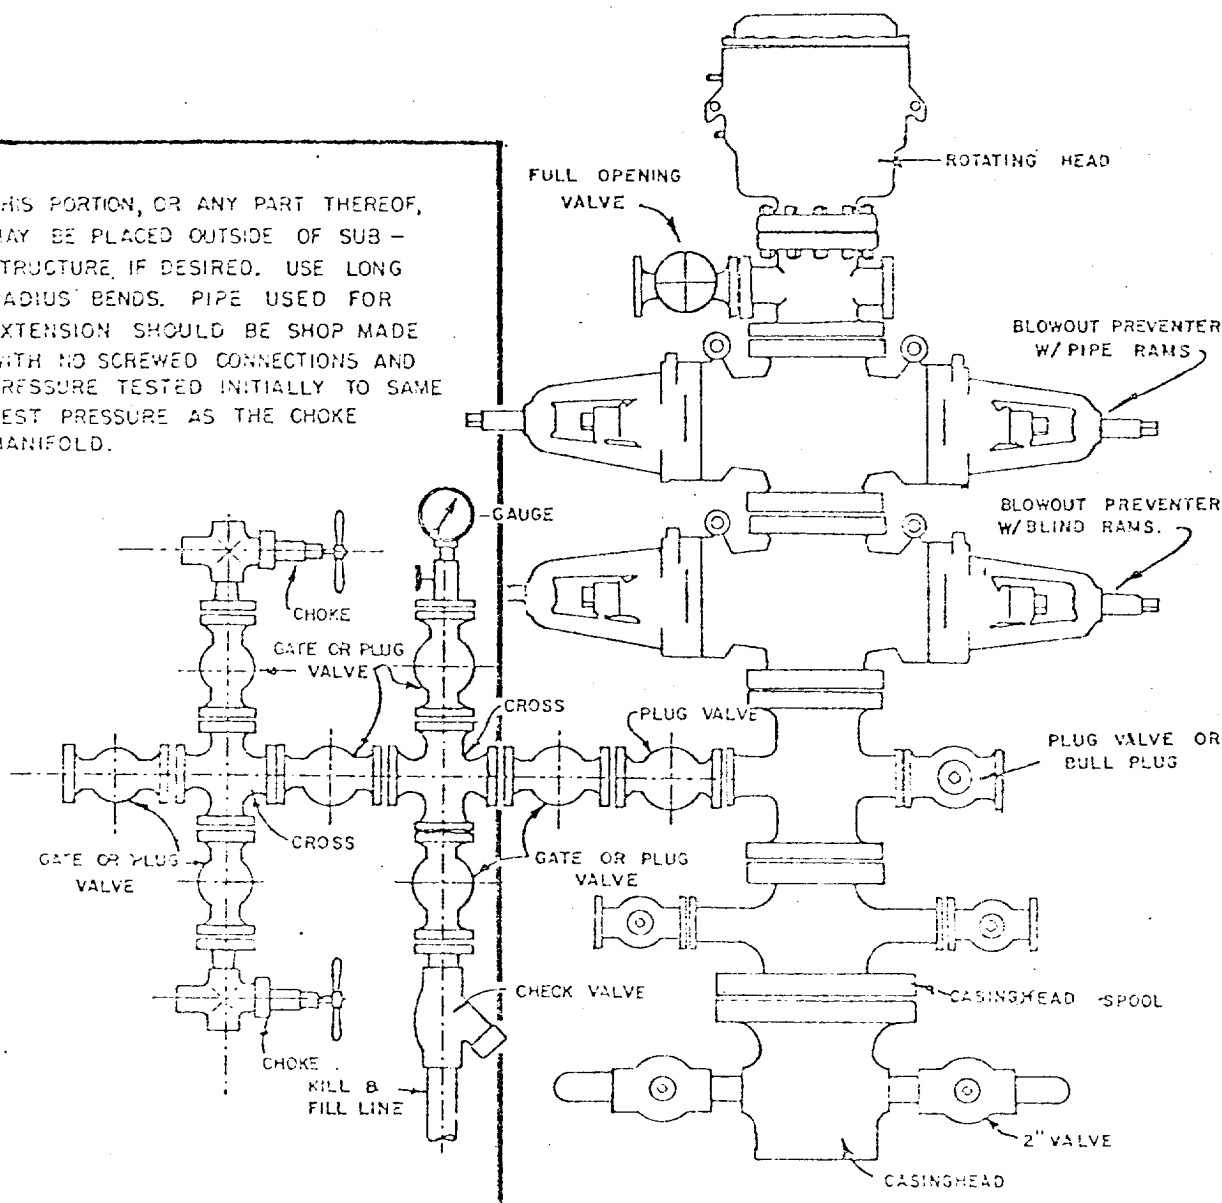 HIS PORTION, OR ANY PART THEREOF,
AY BE PLACED OUTSIDE OF SUB -
TRUCTURE IF DESIRED. USE LONG
ADIUS BENDS. PIPE USED FOR
XTENSION SHOULD BE SHOP MADE
ITH NO SCREWED CONNECTIONS AND
RESSURE TESTED INITIALLY TO SAME
EST PRESSURE AS THE CHOKE
ANIFOLD.
FULL OPENING
VALVE
ROTATING HEAD
BLOWOUT PREVENTER
W/PIPE RAMS
BLOWOUT PREVENTER
W/BLIND RAMS.
GAUGE
CHOKE
GATE OR PLUG
VALVE
CROSS
PLUG VALVE
PLUG VALVE OR
BULL PLUG
CROSS
GATE OR PLUG
VALVE
GATE OR PLUG
VALVE
CHECK VALVE
CASINGHEAD SPOOL
CHOKE
KILL &
FILL LINE
2" VALVE
CASINGHEAD